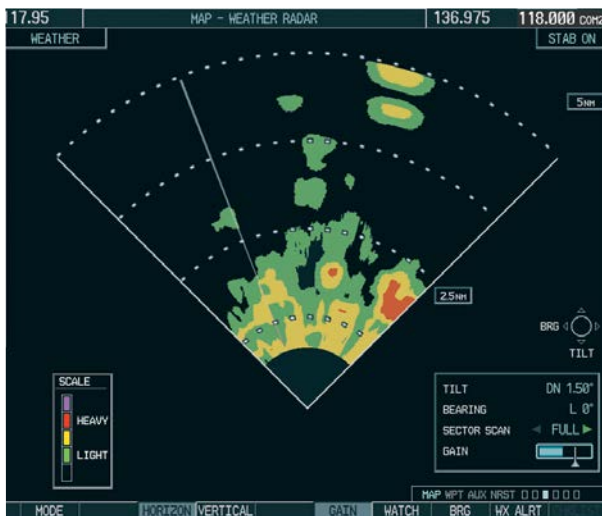 117.95 MAP – WEATHER RADAR 136.975 118.000 COM2
WEATHER STAB ON
5NM
2.5NM
BRG
TILT
SCALE
HEAVY
LIGHT
TILT DN 1.50°
BEARING L 0°
SECTOR SCAN FULL
GAIN
MAP WPT AUX NRST
MODE HORIZON VERTICAL GAIN WATCH BRG WX ALRT